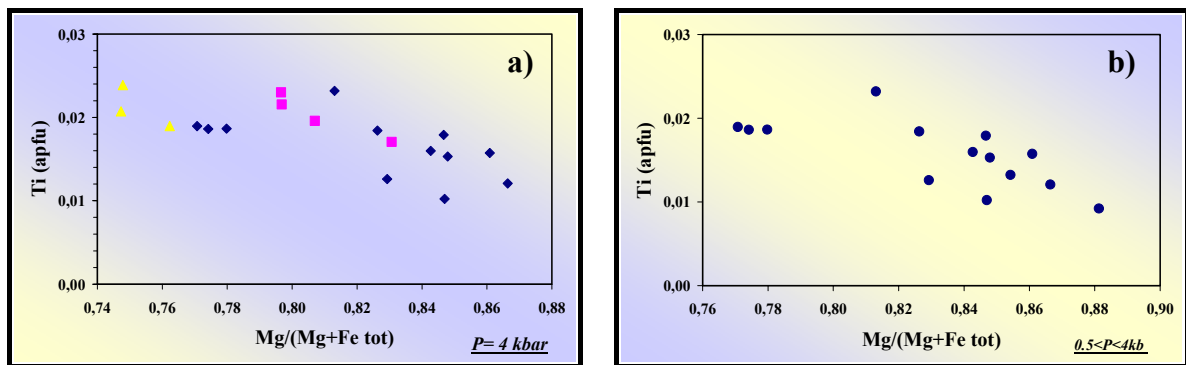 0,03
a)
0,02
Ti (apfu)
0,01
0,00
0,74 0,76 0,78 0,80 0,82 0,84 0,86 0,88
Mg/(Mg+Fe tot)
P= 4 kbar
0,03
b)
0,02
Ti (apfu)
0,01
0,00
0,76 0,78 0,80 0,82 0,84 0,86 0,88 0,90
Mg/(Mg+Fe tot)
0.5<P<4kb